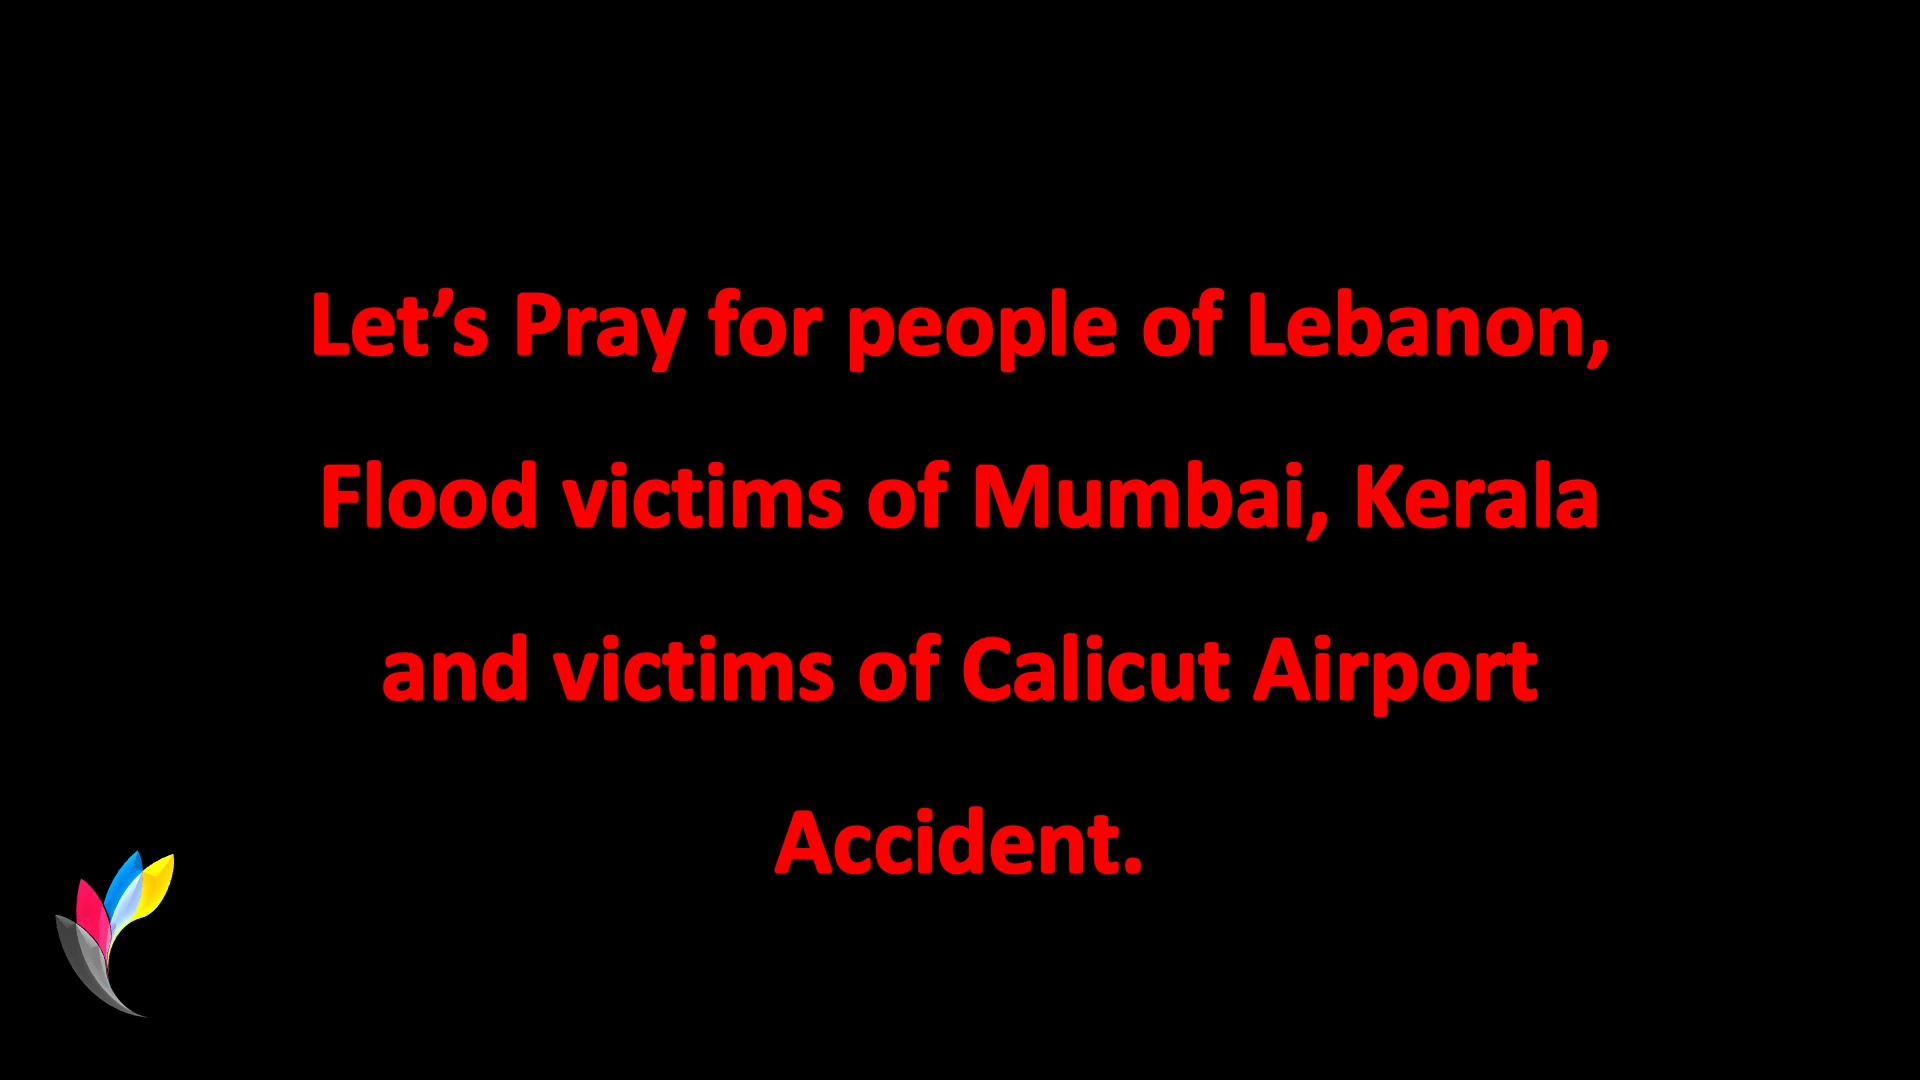 Let’s Pray for people of Lebanon,
Flood victims of Mumbai, Kerala
and victims of Calicut Airport
Accident.